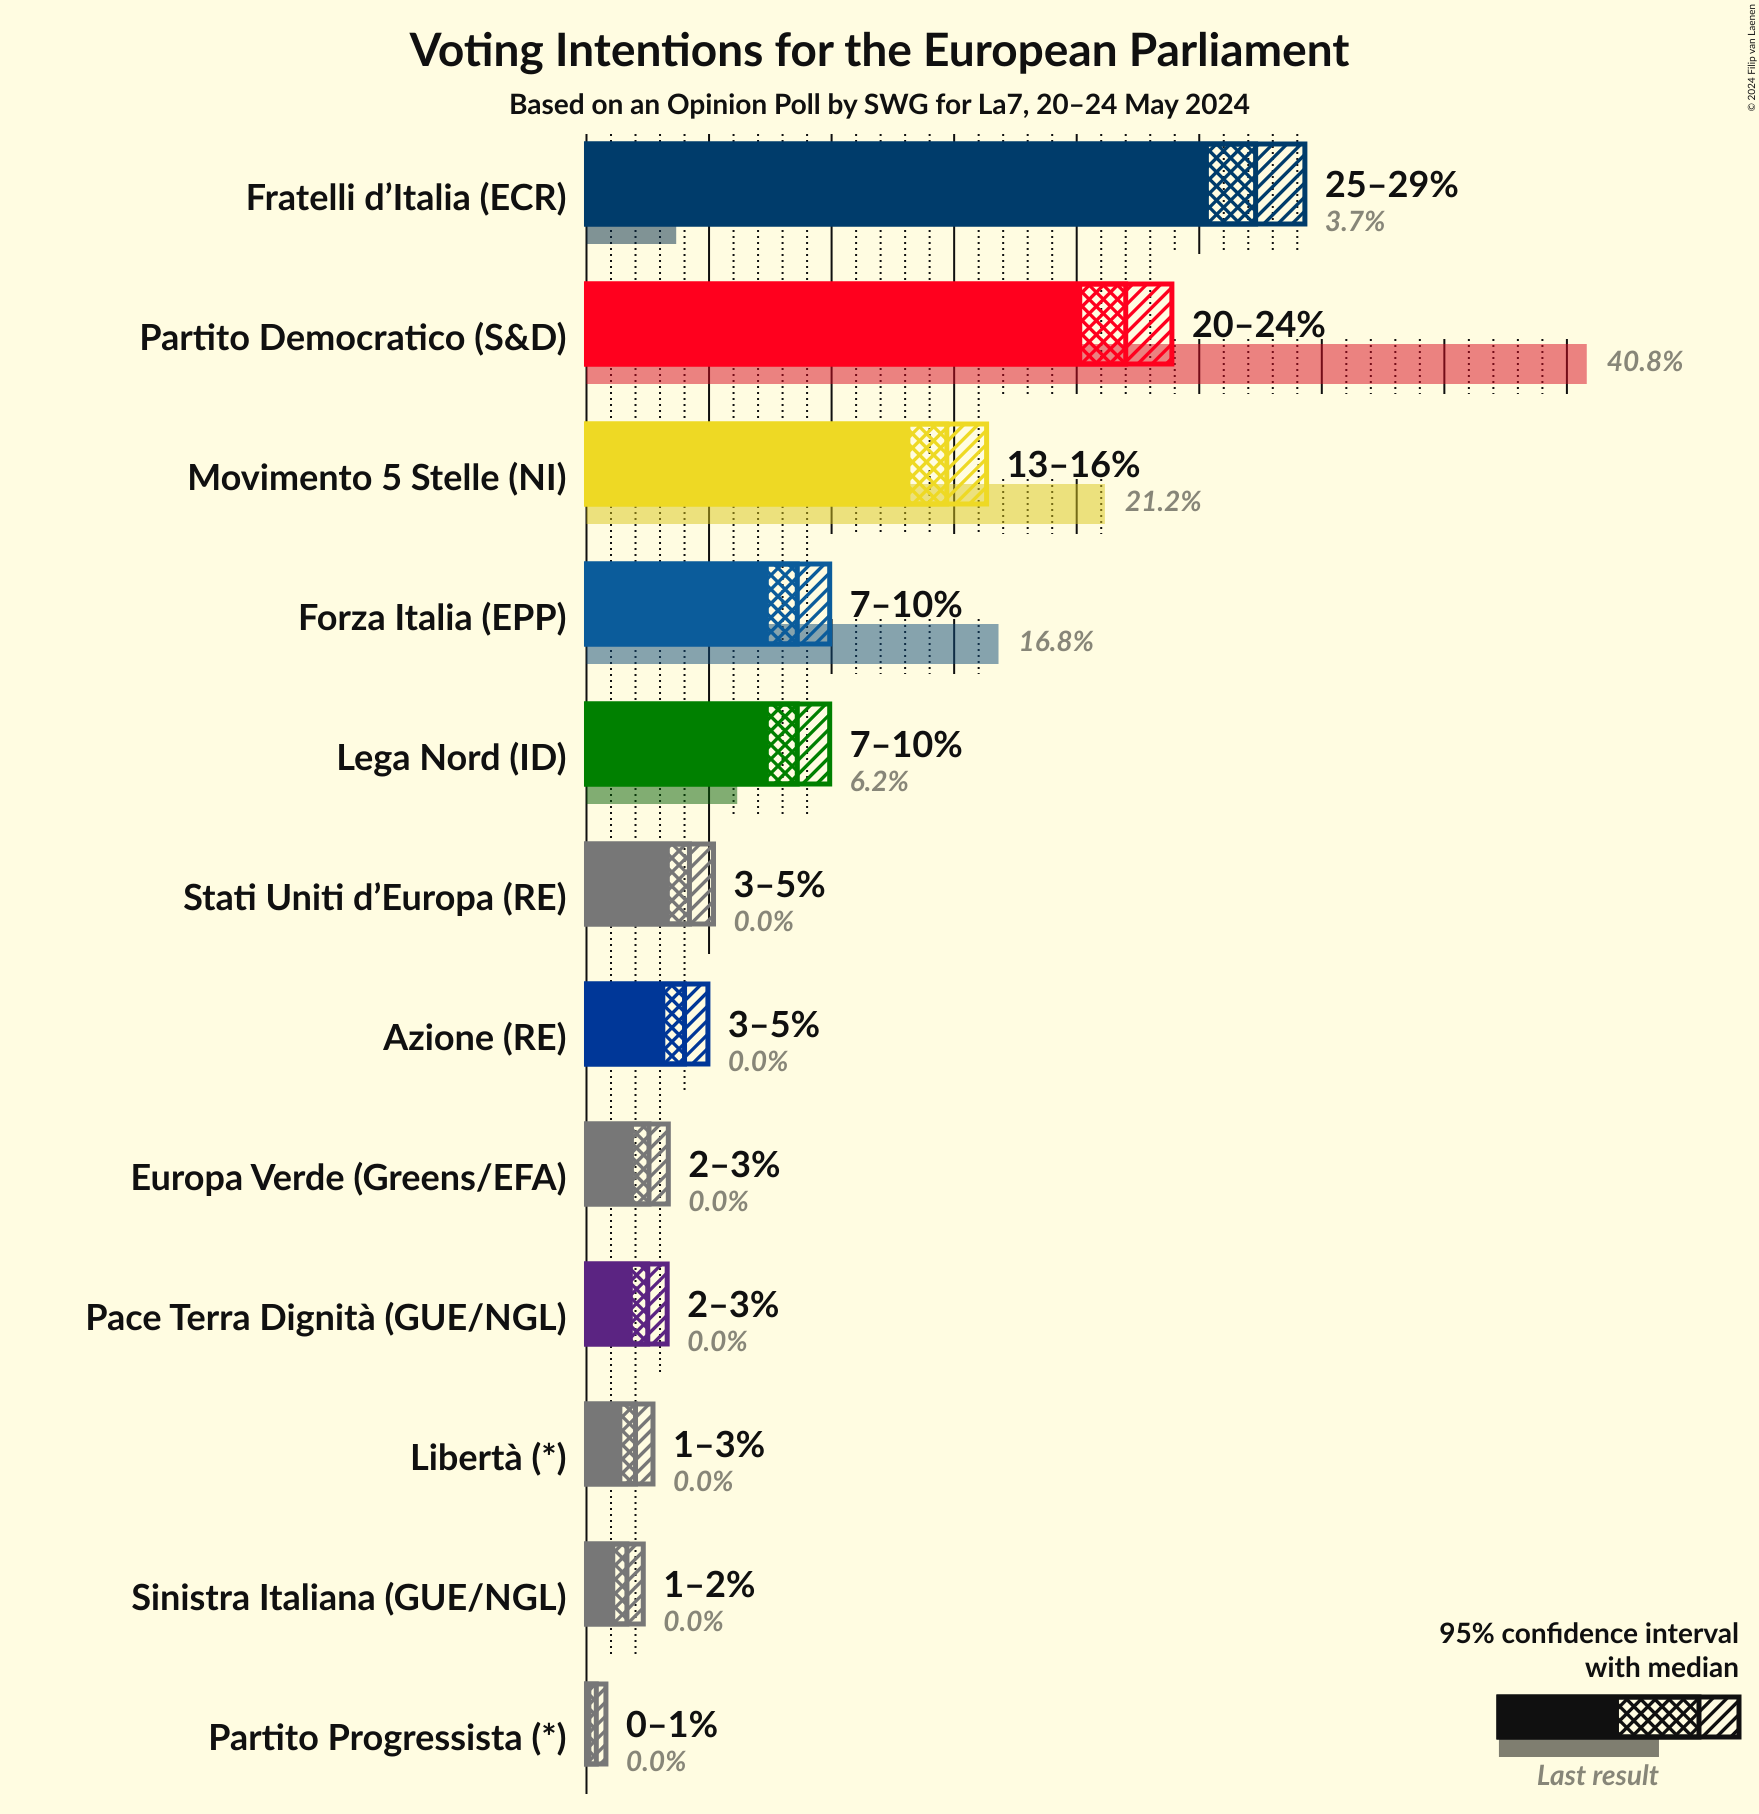 Voting Intentions for the European Parliament
Based on an Opinion Poll by SWG for La7, 20–24 May 2024
© 2024 Filip van Laenen
Fratelli d’Italia (ECR)
25–29%
3.7%
Partito Democratico (S&D)
20–24%
40.8%
Movimento 5 Stelle (NI)
13–16%
21.2%
Forza Italia (EPP)
7–10%
16.8%
Lega Nord (ID)
7–10%
6.2%
Stati Uniti d’Europa (RE)
3–5%
0.0%
Azione (RE)
3–5%
0.0%
Europa Verde (Greens/EFA)
2–3%
0.0%
Pace Terra Dignità (GUE/NGL)
2–3%
0.0%
Libertà (*)
1–3%
0.0%
Sinistra Italiana (GUE/NGL)
1–2%
0.0%
Partito Progressista (*)
0–1%
0.0%
95% confidence interval
with median
Last result